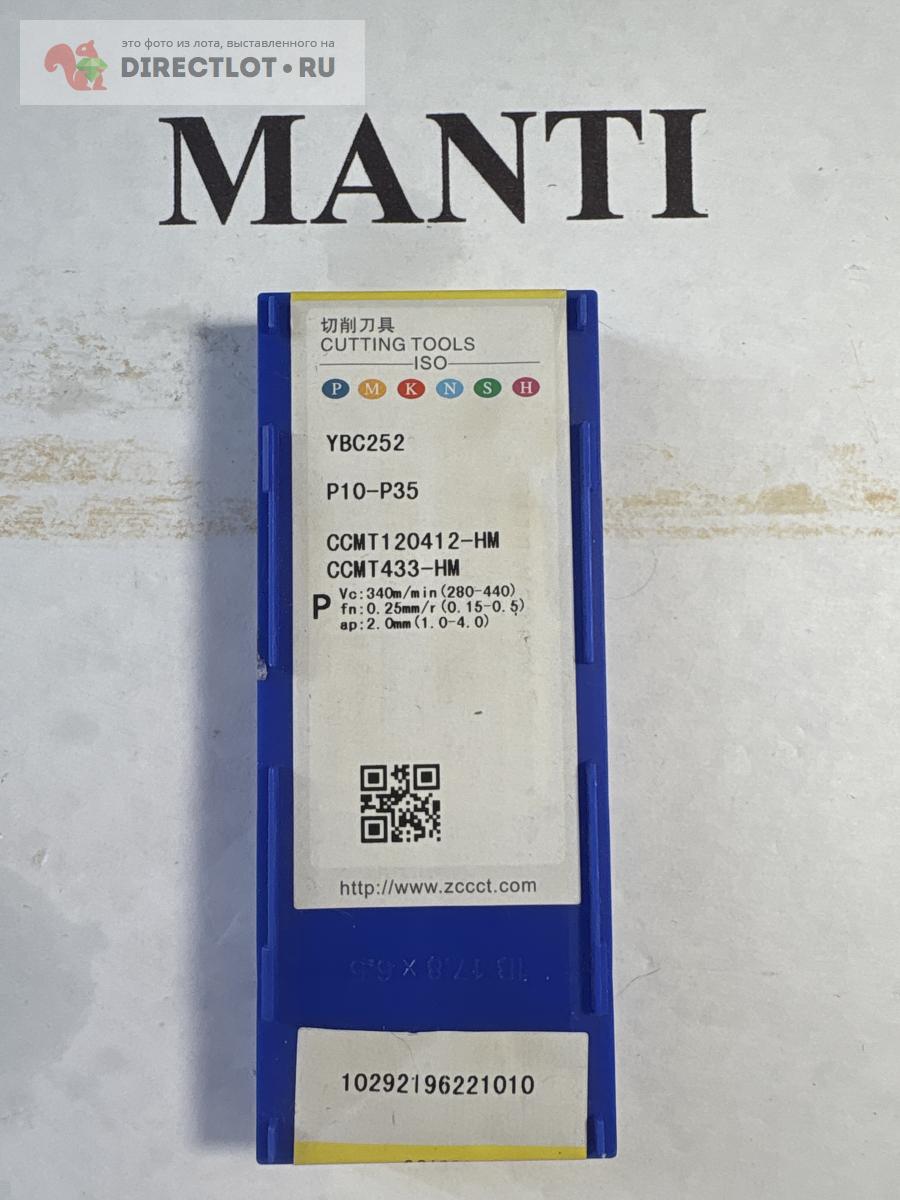 это фото из лота, выставленного на
DIRECTLOT.RU
MANTI
切削刀具
CUTTING TOOLS
ISO
P M K N S H
YBC252
P10-P35
CCMT120412-HM
CCMT433-HM
P
Vc:340m/min(280-440)
fn:0.25mm/r(0.15-0.5)
ap:2.0mm(1.0-4.0)
http://www.zccct.com
10292196221010